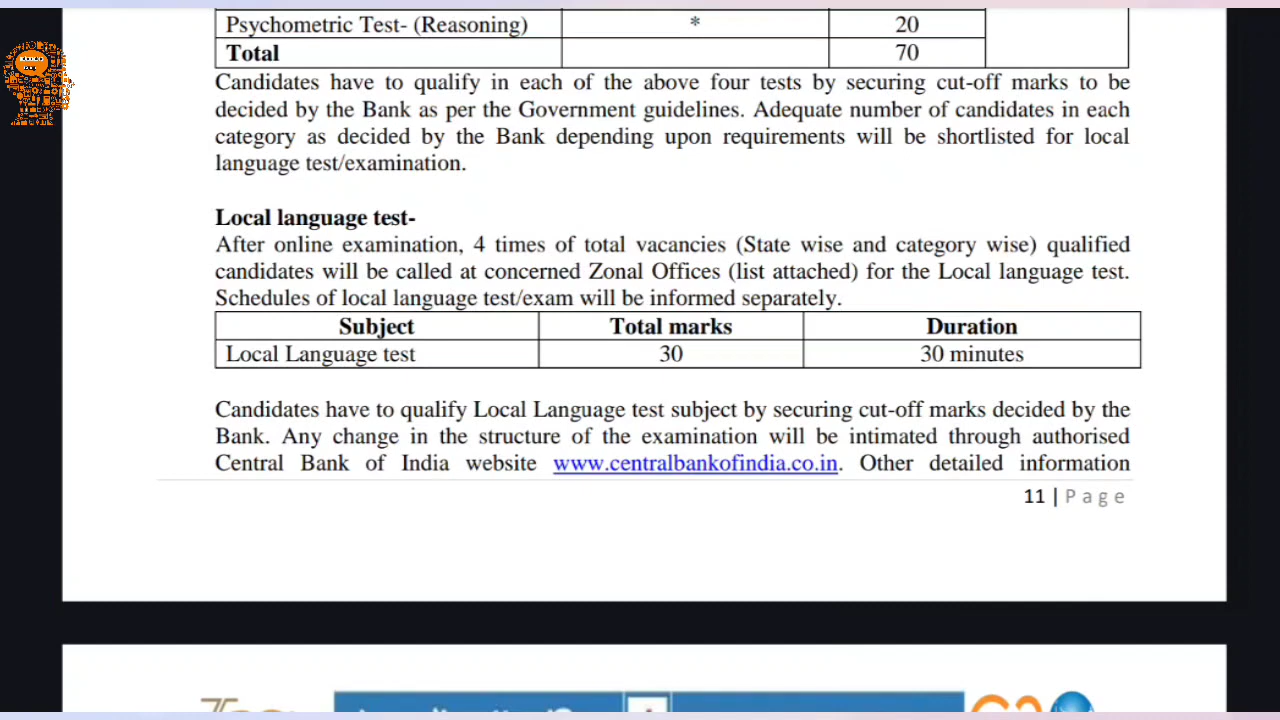 Psychometric Test- (Reasoning) * 20
Total 70
Candidates have to qualify in each of the above four tests by securing cut-off marks to be
decided by the Bank as per the Government guidelines. Adequate number of candidates in each
category as decided by the Bank depending upon requirements will be shortlisted for local
language test/examination.
Local language test-
After online examination, 4 times of total vacancies (State wise and category wise) qualified
candidates will be called at concerned Zonal Offices (list attached) for the Local language test.
Schedules of local language test/exam will be informed separately.
Subject Total marks Duration
Local Language test 30 30 minutes
Candidates have to qualify Local Language test subject by securing cut-off marks decided by the
Bank. Any change in the structure of the examination will be intimated through authorised
Central Bank of India website www.centralbankofindia.co.in. Other detailed information
11 | Page